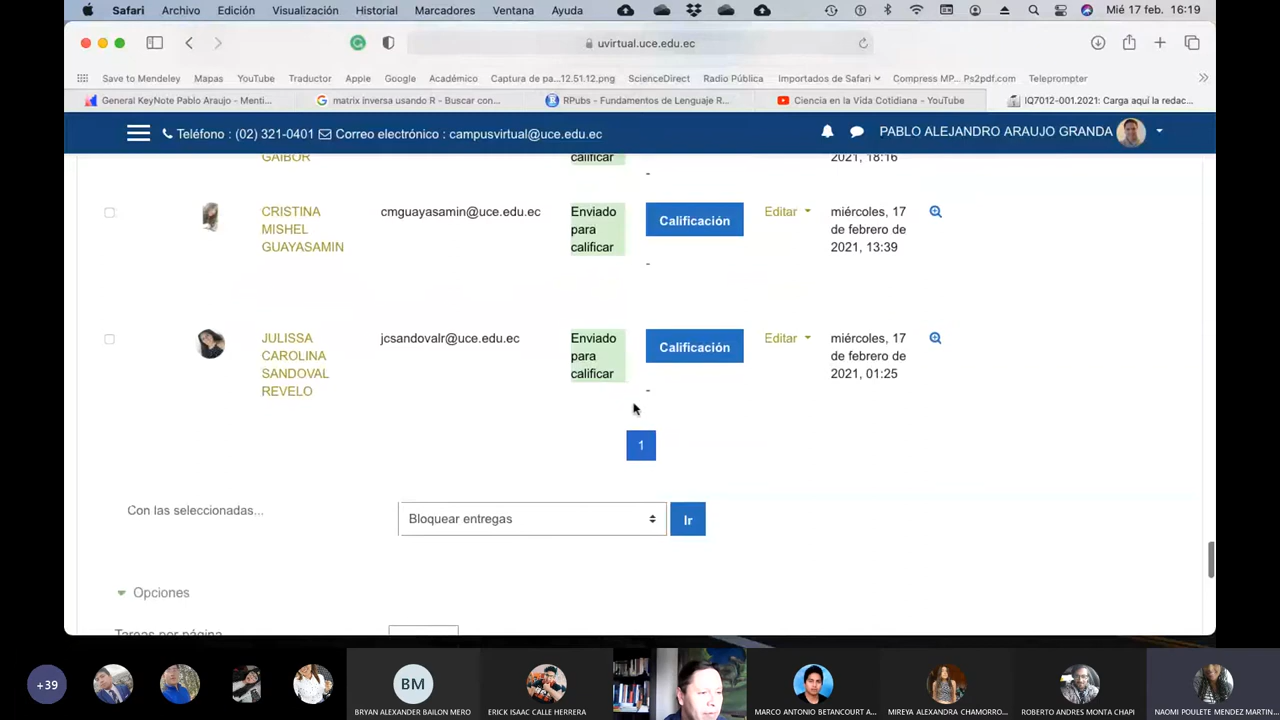 Safari Archivo Edición Visualización Historial Marcadores Ventana Ayuda Mié 17 feb. 16:19
uvirtual.uce.edu.ec
Save to Mendeley Mapas YouTube Traductor Apple Google Académico Captura de pa...12.51.12.png ScienceDirect Radio Pública Importados de Safari Compress MP... Ps2pdf.com Teleprompter
General KeyNote Pablo Araujo - Menti... matrix inversa usando R - Buscar con... RPubs - Fundamentos de Lenguaje R... Ciencia en la Vida Cotidiana - YouTube IQ7012-001.2021: Carga aquí la redac...
Teléfono : (02) 321-0401 Correo electrónico : campusvirtual@uce.edu.ec PABLO ALEJANDRO ARAUJO GRANDA
GAIBOR calificar 2021, 18:16
-
CRISTINA cmguayasamin@uce.edu.ec Enviado Calificación Editar miércoles, 17
MISHEL para de febrero de
GUAYASAMIN calificar 2021, 13:39
-
JULISSA jcsandovalr@uce.edu.ec Enviado Calificación Editar miércoles, 17
CAROLINA para de febrero de
SANDOVAL calificar 2021, 01:25
REVELO -
1
Con las seleccionadas... Bloquear entregas Ir
Opciones
Tareas por página
+39 BM
BRYAN ALEXANDER BAILON MERO ERICK ISAAC CALLE HERRERA MARCO ANTONIO BETANCOURT A... MIREYA ALEXANDRA CHAMORRO... ROBERTO ANDRES MONTA CHAPI NAOMI POULETE MENDEZ MARTIN...